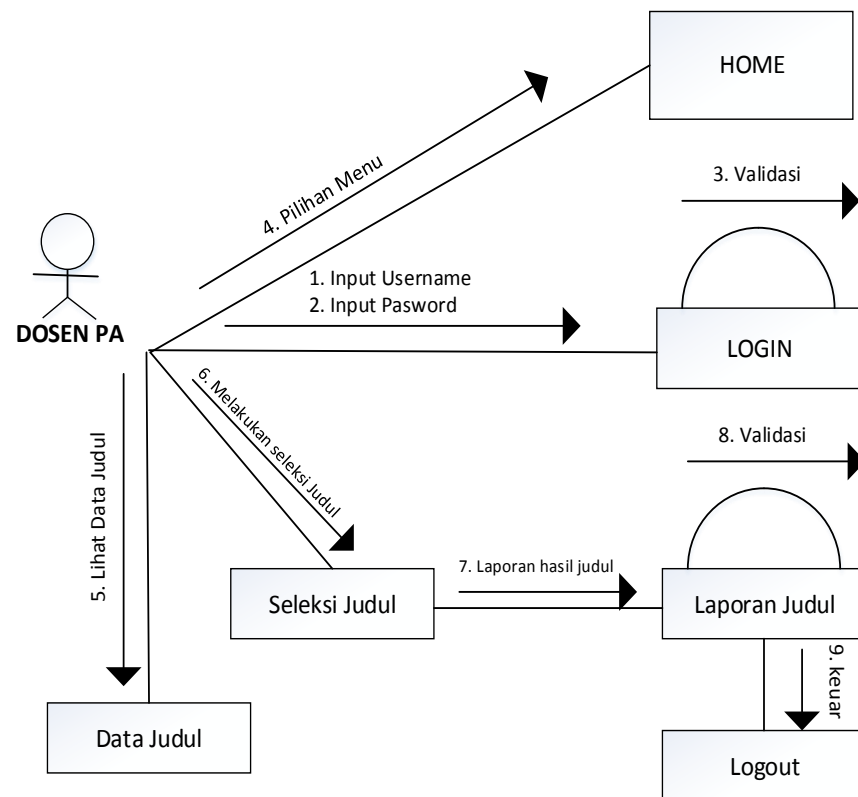 HOME
4. Pilihan Menu
3. Validasi
1. Input Username
2. Input Pasword
DOSEN PA
LOGIN
6. Melakukan seleksi Judul
8. Validasi
5. Lihat Data Judul
7. Laporan hasil judul
Seleksi Judul
Laporan Judul
9. keuar
Data Judul
Logout